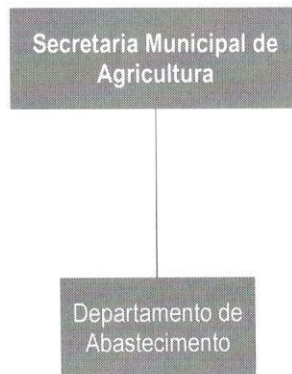 Secretaria Municipal de
Agricultura
Departamento de
Abastecimento